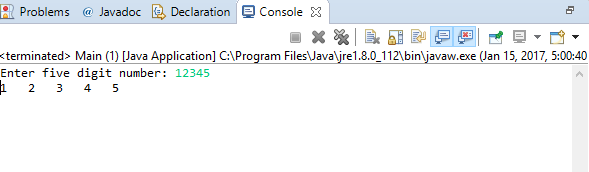 Problems @ Javadoc Declaration Console
<terminated> Main (1) [Java Application] C:\Program Files\Java\jre1.8.0_112\bin\javaw.exe (Jan 15, 2017, 5:00:40
Enter five digit number: 12345
1   2   3   4   5